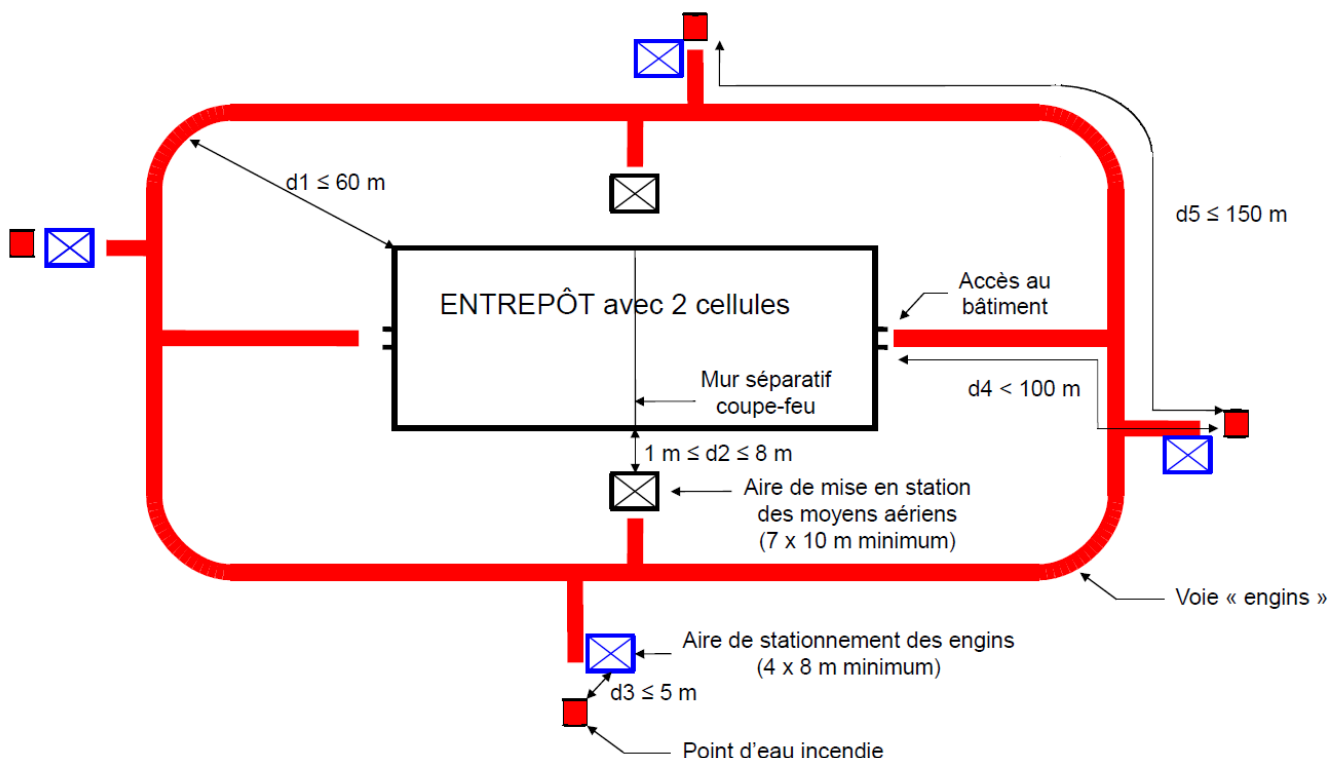 d1 ≤ 60 m
d5 ≤ 150 m
ENTREPÔT avec 2 cellules
Accès au
bâtiment
Mur séparatif
coupe-feu
d4 < 100 m
1 m ≤ d2 ≤ 8 m
Aire de mise en station
des moyens aériens
(7 x 10 m minimum)
Voie « engins »
Aire de stationnement des engins
(4 x 8 m minimum)
d3 ≤ 5 m
Point d'eau incendie